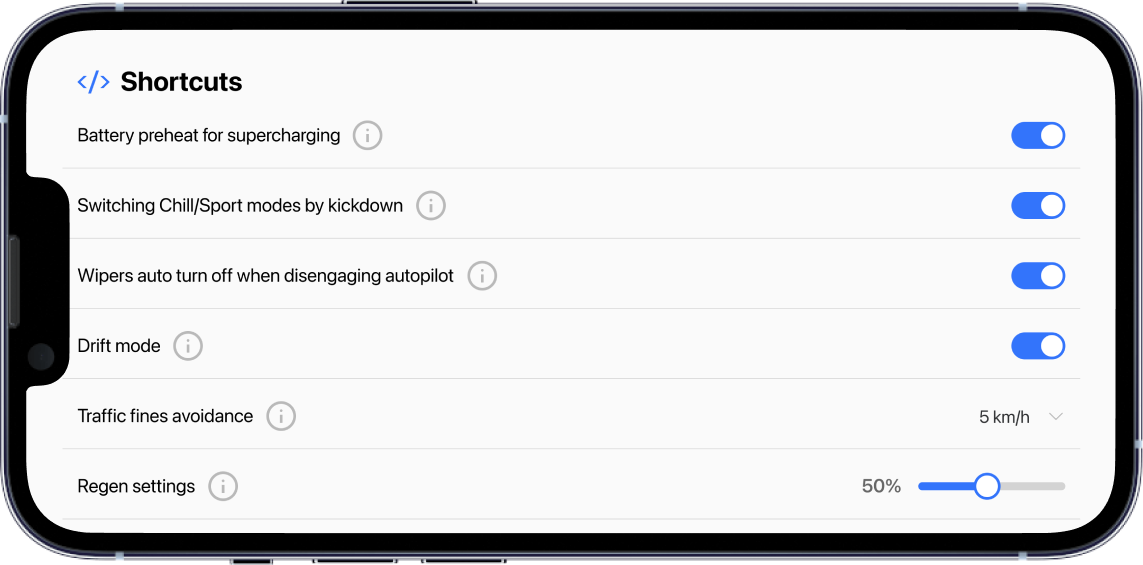 </> Shortcuts
Battery preheat for supercharging
Switching Chill/Sport modes by kickdown
Wipers auto turn off when disengaging autopilot
Drift mode
Traffic fines avoidance 5 km/h
Regen settings 50%